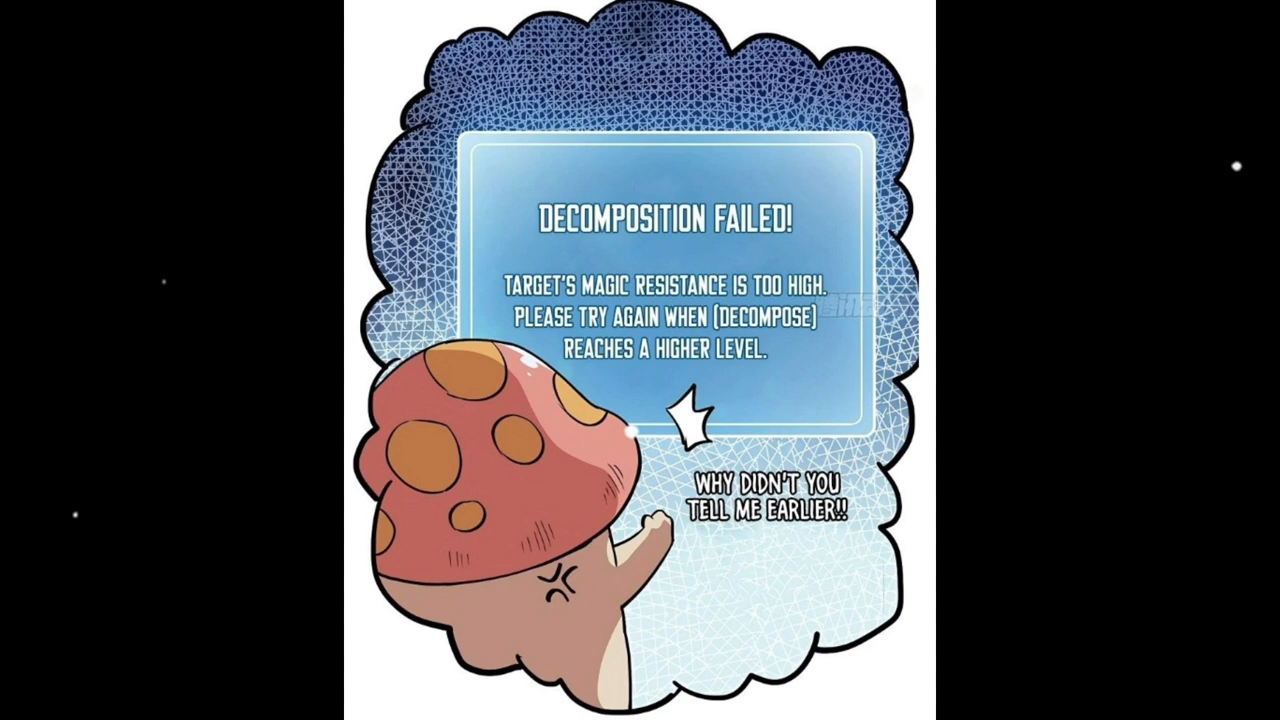 DECOMPOSITION FAILED!
TARGET'S MAGIC RESISTANCE IS TOO HIGH.
PLEASE TRY AGAIN WHEN [DECOMPOSE]
REACHES A HIGHER LEVEL.
WHY DIDN'T YOU
TELL ME EARLIER!!